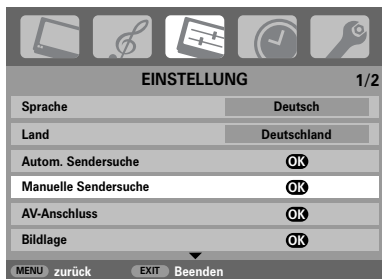 EINSTELLUNG 1/2
Sprache Deutsch
Land Deutschland
Autom. Sendersuche OK
Manuelle Sendersuche OK
AV-Anschluss OK
Bildlage OK
MENU zurück EXIT Beenden